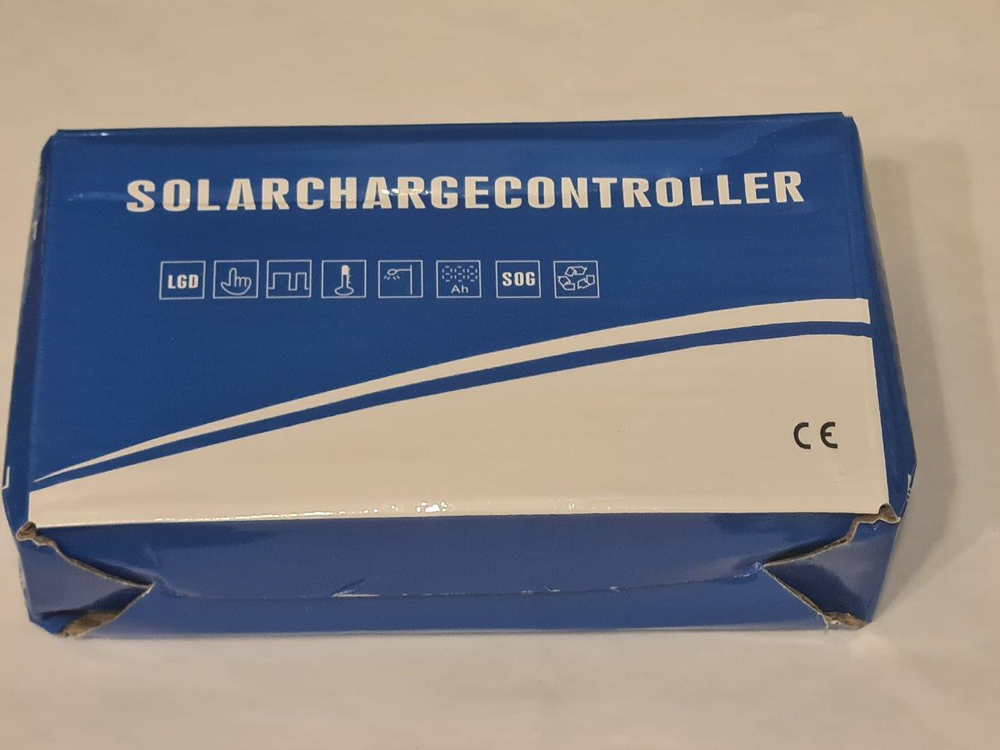 SOLARCHARGECONTROLLER
LGD Ah SOG
CE